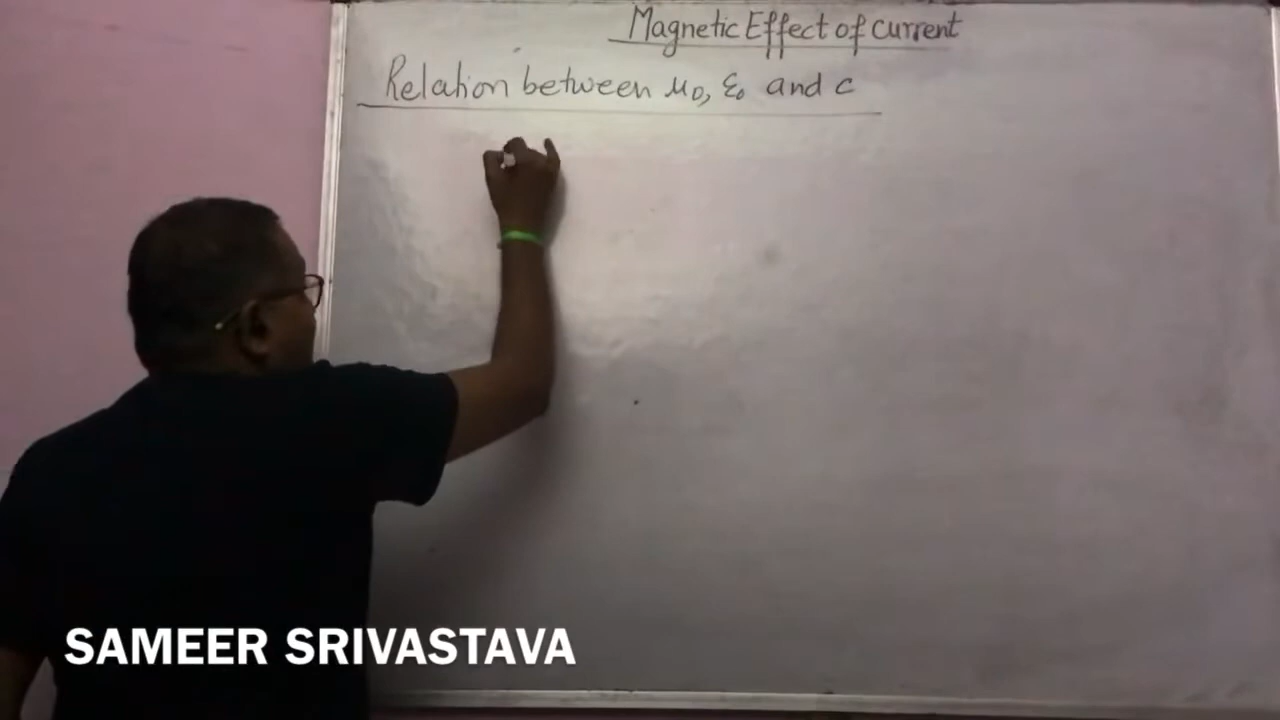 Magnetic Effect of current
Relation between μ₀, ε₀ and c
SAMEER SRIVASTAVA